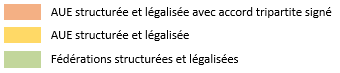 AUE structurée et légalisée avec accord tripartite signé
AUE structurée et légalisée
Fédérations structurées et légalisées